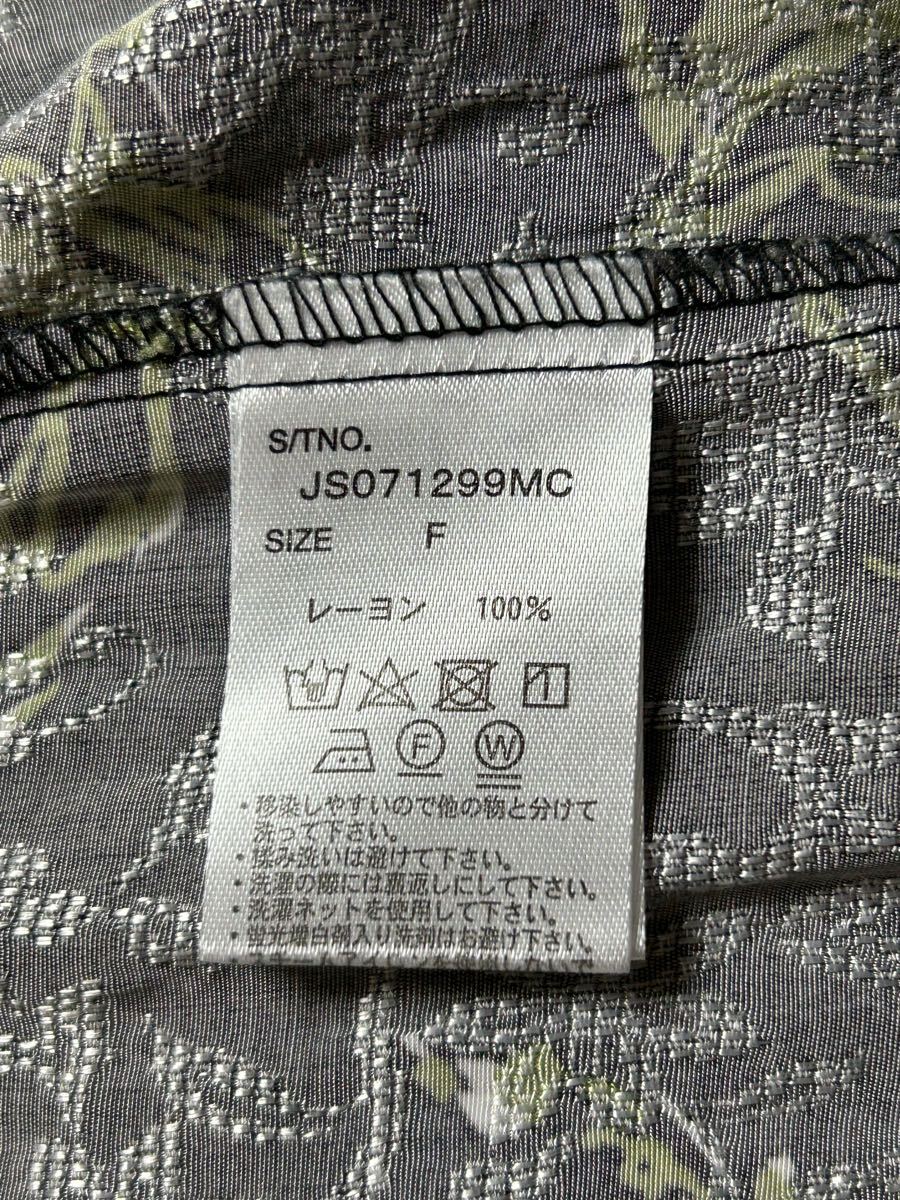 S/TNO.
JS071299MC
SIZE F
レーヨン 100%
F W
・移染しやすいので他の物と分けて
洗って下さい。
・揉み洗いは避けて下さい。
・洗濯の際には裏返しにして下さい。
・洗濯ネットを使用して下さい。
・蛍光増白剤入り洗剤はお避け下さい。